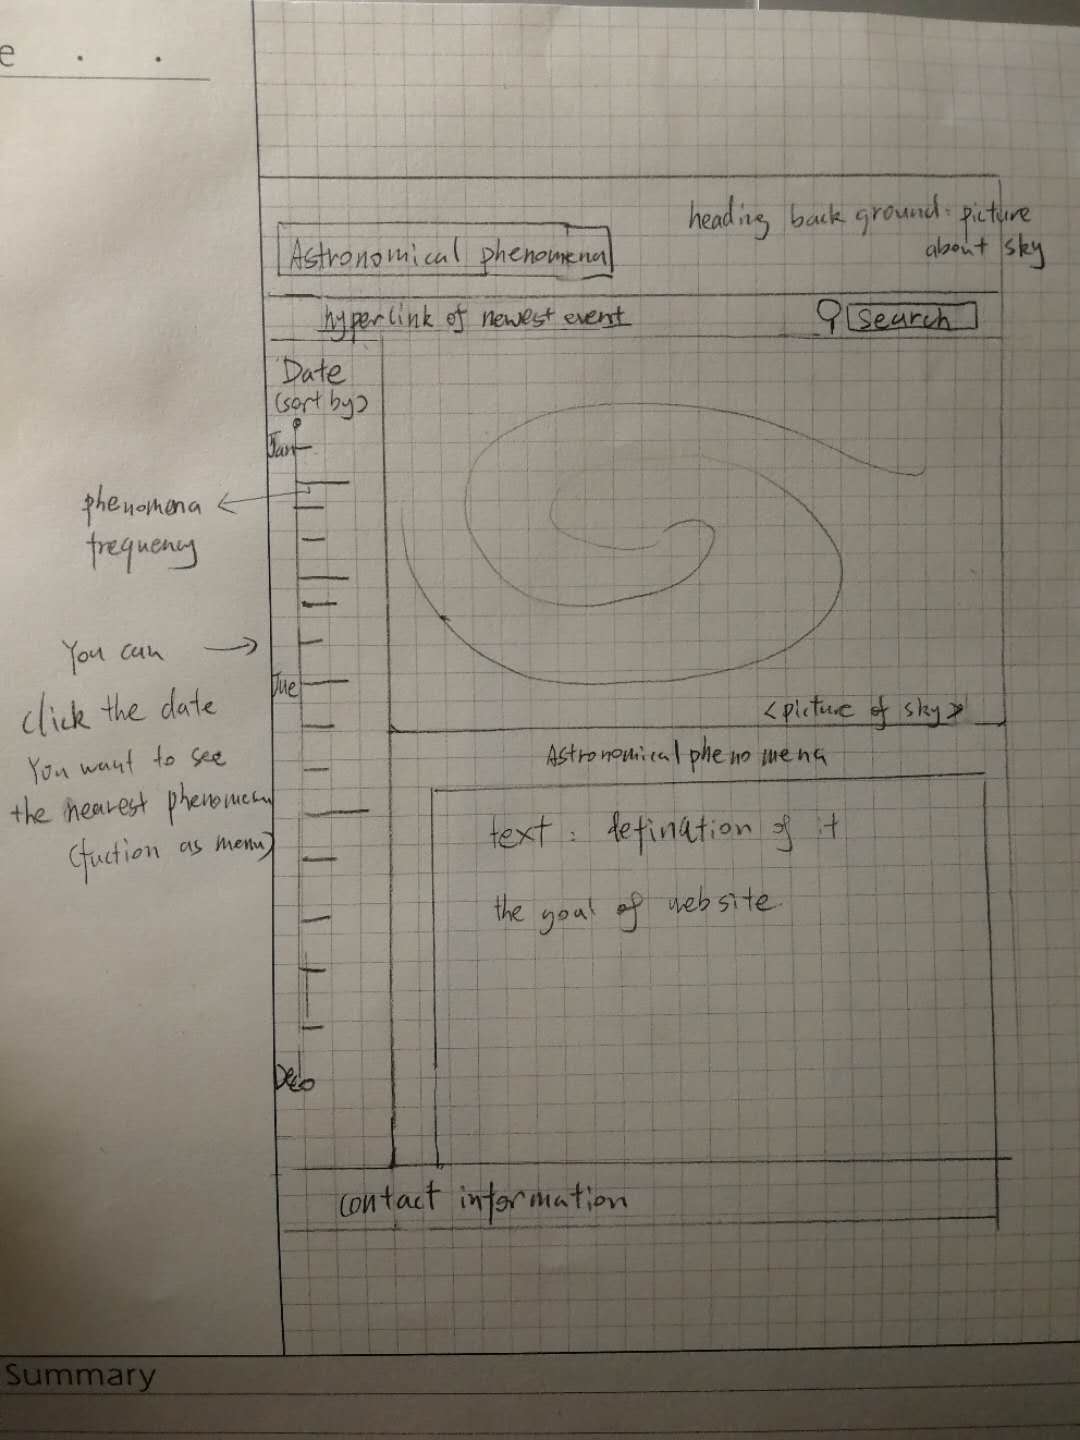 e . .
heading back ground: picture
about sky
Astronomical phenomena
hyperlink of newest event
search
Date
(sort by)
Jan
phenomena
frequency
You can
click the date
You want to see
the nearest phenomena
(fuction as menu)
Jue
<picture of sky>
Astronomical phenomena
text: defination of it
the goal of website.
Dec
contact information
Summary